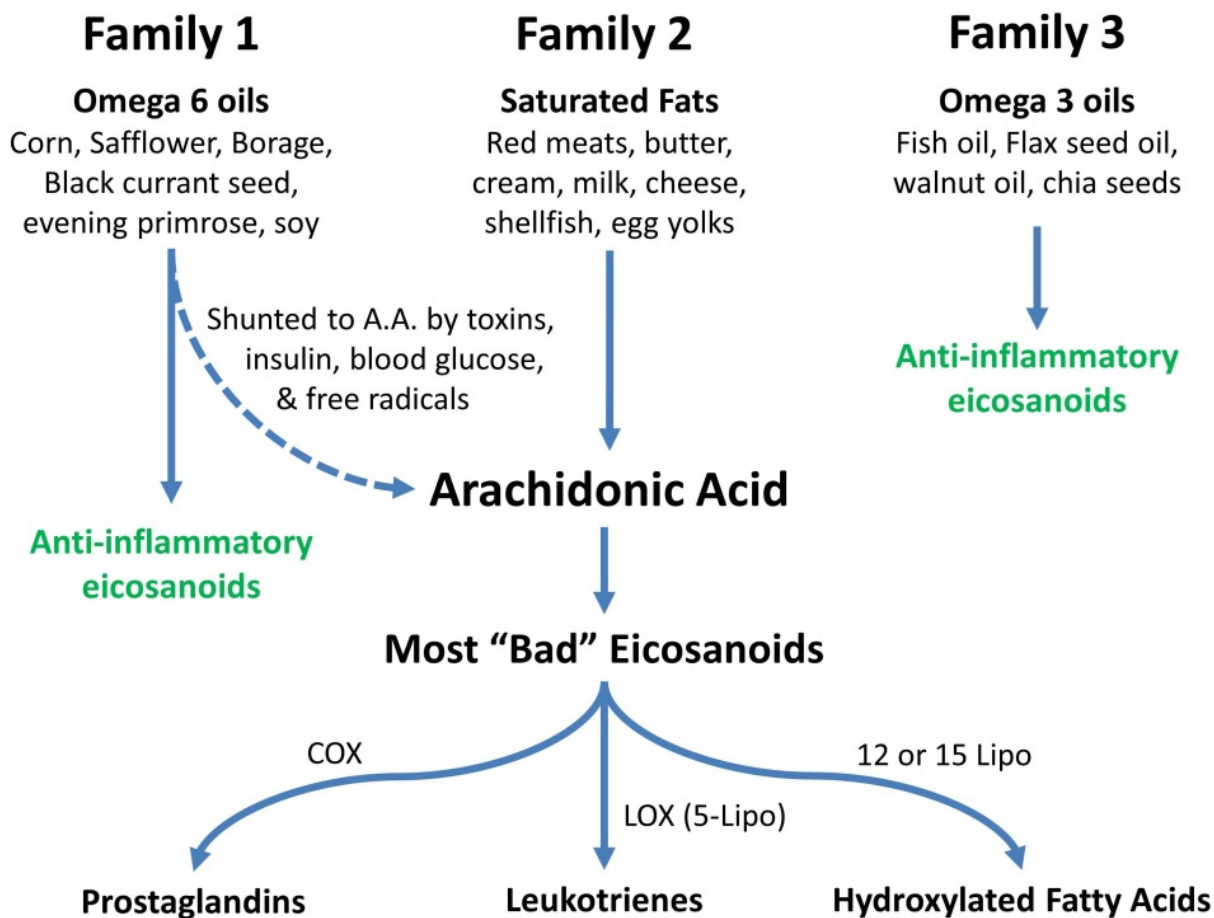 Family 1
Omega 6 oils
Corn, Safflower, Borage,
Black currant seed,
evening primrose, soy
Family 2
Saturated Fats
Red meats, butter,
cream, milk, cheese,
shellfish, egg yolks
Family 3
Omega 3 oils
Fish oil, Flax seed oil,
walnut oil, chia seeds
Shunted to A.A. by toxins,
insulin, blood glucose,
& free radicals
Anti-inflammatory
eicosanoids
Arachidonic Acid
Anti-inflammatory
eicosanoids
Most “Bad” Eicosanoids
COX
LOX (5-Lipo)
12 or 15 Lipo
Prostaglandins
Leukotrienes
Hydroxylated Fatty Acids